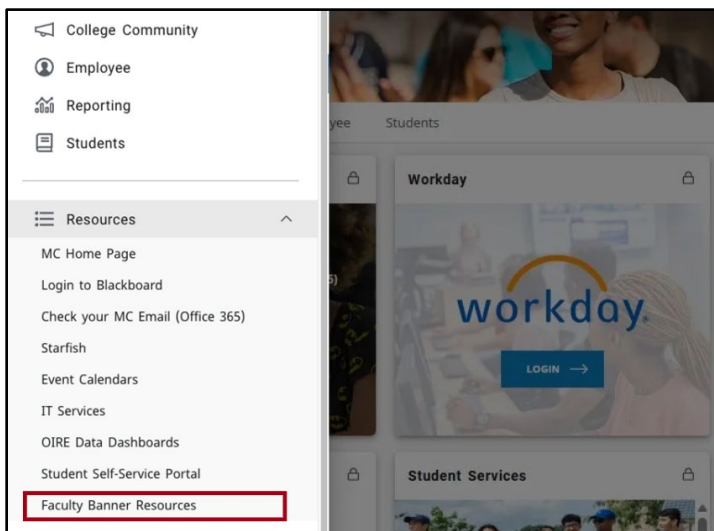 College Community
Employee
Reporting
Students
Resources
MC Home Page
Login to Blackboard
Check your MC Email (Office 365)
Starfish
Event Calendars
IT Services
OIRE Data Dashboards
Student Self-Service Portal
Faculty Banner Resources
yee
Students
5)
Workday
workday.
LOGIN →
Student Services